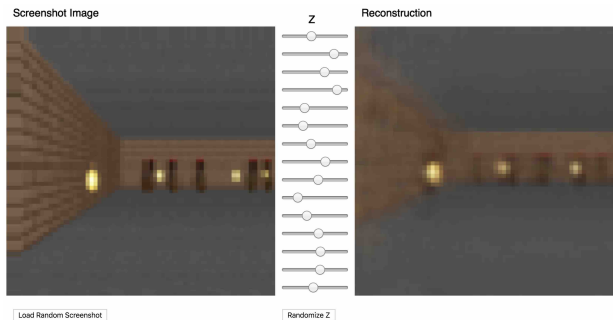 Screenshot Image
Z
Reconstruction
Load Random Screenshot
Randomize Z